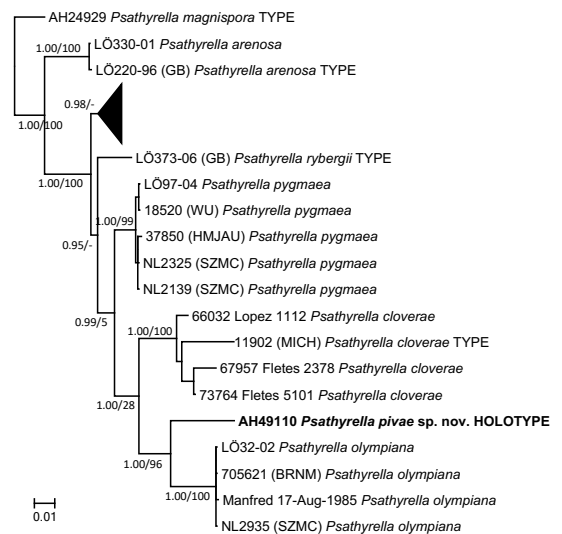 AH24929 Psathyrella magnispora TYPE
LÖ330-01 Psathyrella arenosa
1.00/100
LÖ220-96 (GB) Psathyrella arenosa TYPE
0.98/-
1.00/100
LÖ373-06 (GB) Psathyrella rybergii TYPE
1.00/100
LÖ97-04 Psathyrella pygmaea
18520 (WU) Psathyrella pygmaea
1.00/99
37850 (HMJAU) Psathyrella pygmaea
0.95/-
NL2325 (SZMC) Psathyrella pygmaea
NL2139 (SZMC) Psathyrella pygmaea
66032 Lopez 1112 Psathyrella cloverae
0.99/5
1.00/100
11902 (MICH) Psathyrella cloverae TYPE
67957 Fletes 2378 Psathyrella cloverae
73764 Fletes 5101 Psathyrella cloverae
1.00/28
AH49110 Psathyrella pivae sp. nov. HOLOTYPE
LÖ32-02 Psathyrella olympiana
1.00/96
705621 (BRNM) Psathyrella olympiana
1.00/100
Manfred 17-Aug-1985 Psathyrella olympiana
0.01
NL2935 (SZMC) Psathyrella olympiana